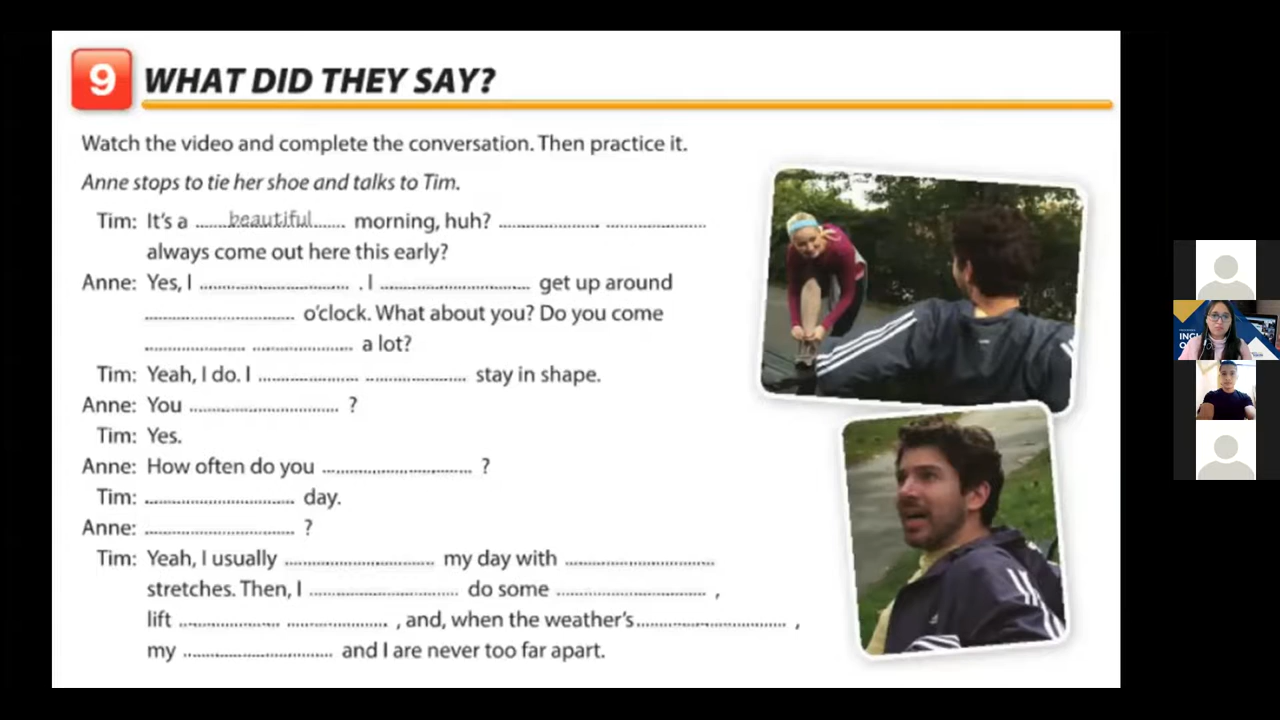 9 WHAT DID THEY SAY?
Watch the video and complete the conversation. Then practice it.
Anne stops to tie her shoe and talks to Tim.
Tim: It's a ....beautiful.... morning, huh? .................... ....................
always come out here this early?
Anne: Yes, I .............................. . I .............................. get up around
.............................. o'clock. What about you? Do you come
.................... .................... a lot?
Tim: Yeah, I do. I .................... .................... stay in shape.
Anne: You .............................. ?
Tim: Yes.
Anne: How often do you .............................. ?
Tim: .............................. day.
Anne: .............................. ?
Tim: Yeah, I usually .............................. my day with ..............................
stretches. Then, I .............................. do some .............................. ,
lift .................... .................... , and, when the weather's .............................. ,
my .............................. and I are never too far apart.